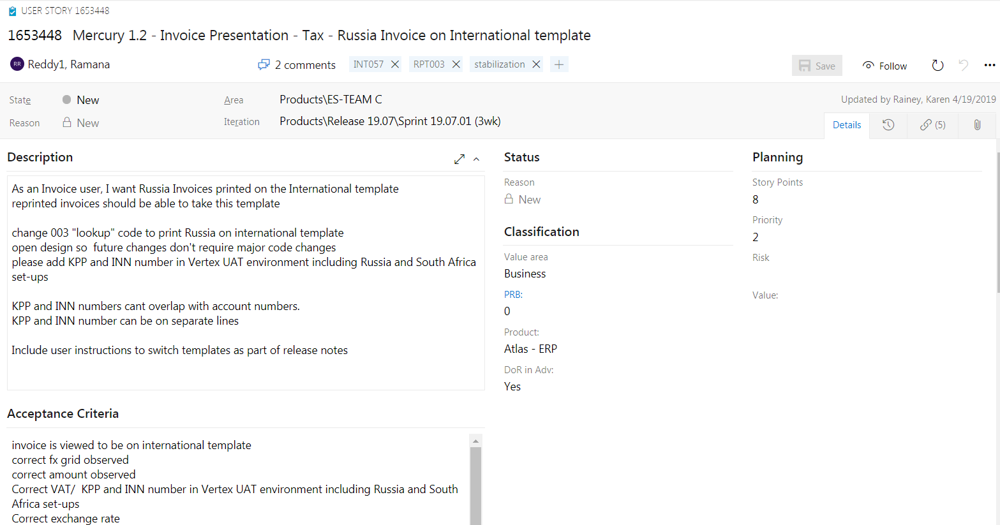 USER STORY 1653448
1653448 Mercury 1.2 - Invoice Presentation - Tax - Russia Invoice on International template
RR Reddy1, Ramana
2 comments
INT057
RPT003
stabilization
Save
Follow
State New
Area Products\ES-TEAM C
Updated by Rainey, Karen 4/19/2019
Reason New
Iteration Products\Release 19.07\Sprint 19.07.01 (3wk)
Details
(5)
Description
As an Invoice user, I want Russia Invoices printed on the International template
reprinted invoices should be able to take this template
change 003 "lookup" code to print Russia on international template
open design so  future changes don't require major code changes
please add KPP and INN number in Vertex UAT environment including Russia and South Africa
set-ups
KPP and INN numbers cant overlap with account numbers.
KPP and INN number can be on separate lines
Include user instructions to switch templates as part of release notes
Acceptance Criteria
invoice is viewed to be on international template
correct fx grid observed
correct amount observed
Correct VAT/  KPP and INN number in Vertex UAT environment including Russia and South
Africa set-ups
Correct exchange rate
Status
Reason
New
Classification
Value area
Business
PRB:
0
Product:
Atlas - ERP
DoR in Adv:
Yes
Planning
Story Points
8
Priority
2
Risk
Value: